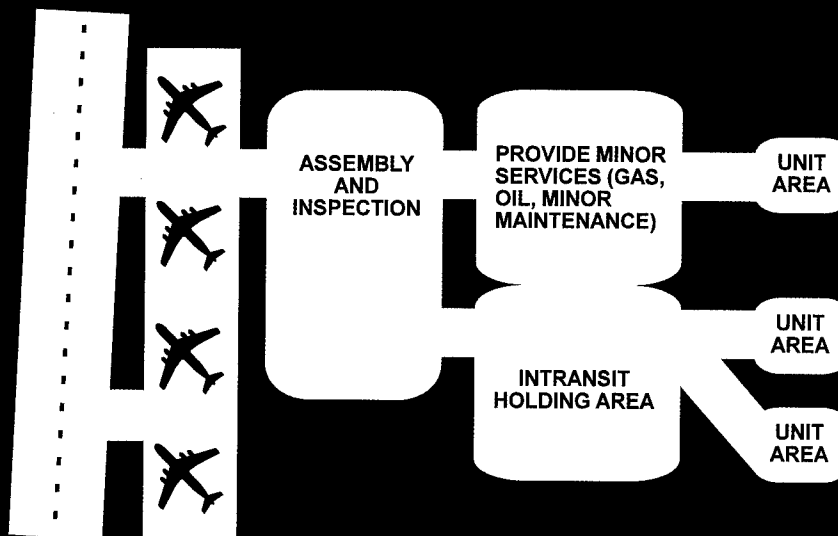 ASSEMBLY
AND
INSPECTION
PROVIDE MINOR
SERVICES (GAS,
OIL, MINOR
MAINTENANCE)
UNIT
AREA
INTRANSIT
HOLDING AREA
UNIT
AREA
UNIT
AREA